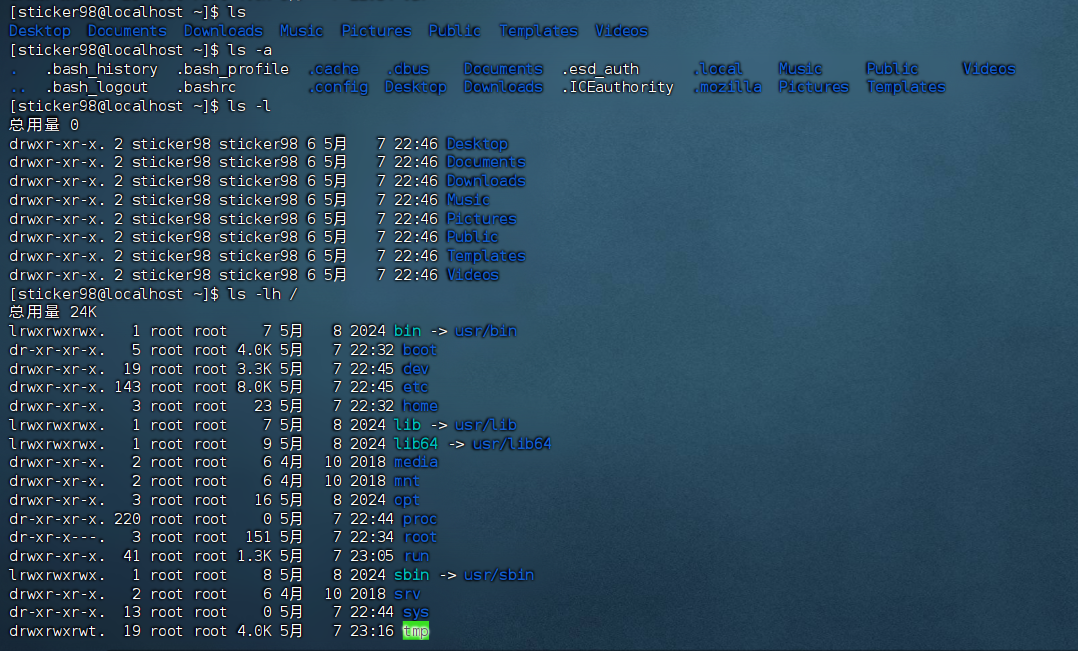 [sticker98@localhost ~]$ ls
Desktop Documents Downloads Music Pictures Public Templates Videos
[sticker98@localhost ~]$ ls -a
. .bash_history .bash_profile .cache .dbus Documents .esd_auth .local Music Public Videos
.. .bash_logout .bashrc .config Desktop Downloads .ICEauthority .mozilla Pictures Templates
[sticker98@localhost ~]$ ls -l
总用量 0
drwxr-xr-x. 2 sticker98 sticker98 6 5月 7 22:46 Desktop
drwxr-xr-x. 2 sticker98 sticker98 6 5月 7 22:46 Documents
drwxr-xr-x. 2 sticker98 sticker98 6 5月 7 22:46 Downloads
drwxr-xr-x. 2 sticker98 sticker98 6 5月 7 22:46 Music
drwxr-xr-x. 2 sticker98 sticker98 6 5月 7 22:46 Pictures
drwxr-xr-x. 2 sticker98 sticker98 6 5月 7 22:46 Public
drwxr-xr-x. 2 sticker98 sticker98 6 5月 7 22:46 Templates
drwxr-xr-x. 2 sticker98 sticker98 6 5月 7 22:46 Videos
[sticker98@localhost ~]$ ls -lh /
总用量 24K
lrwxrwxrwx. 1 root root 7 5月 8 2024 bin -> usr/bin
dr-xr-xr-x. 5 root root 4.0K 5月 7 22:32 boot
drwxr-xr-x. 19 root root 3.3K 5月 7 22:45 dev
drwxr-xr-x. 143 root root 8.0K 5月 7 22:45 etc
drwxr-xr-x. 3 root root 23 5月 7 22:32 home
lrwxrwxrwx. 1 root root 7 5月 8 2024 lib -> usr/lib
lrwxrwxrwx. 1 root root 9 5月 8 2024 lib64 -> usr/lib64
drwxr-xr-x. 2 root root 6 4月 10 2018 media
drwxr-xr-x. 2 root root 6 4月 10 2018 mnt
drwxr-xr-x. 3 root root 16 5月 8 2024 opt
dr-xr-xr-x. 220 root root 0 5月 7 22:44 proc
dr-xr-x---. 3 root root 151 5月 7 22:34 root
drwxr-xr-x. 41 root root 1.3K 5月 7 23:05 run
lrwxrwxrwx. 1 root root 8 5月 8 2024 sbin -> usr/sbin
drwxr-xr-x. 2 root root 6 4月 10 2018 srv
dr-xr-xr-x. 13 root root 0 5月 7 22:44 sys
drwxrwxrwt. 19 root root 4.0K 5月 7 23:16 tmp